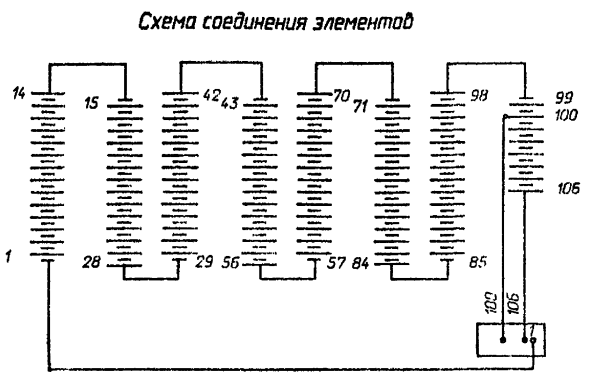 Схема соединения элементов
14 15 42 43 70 71 98 99
100
106
1 28 29 56 57 84 85
100 106 1